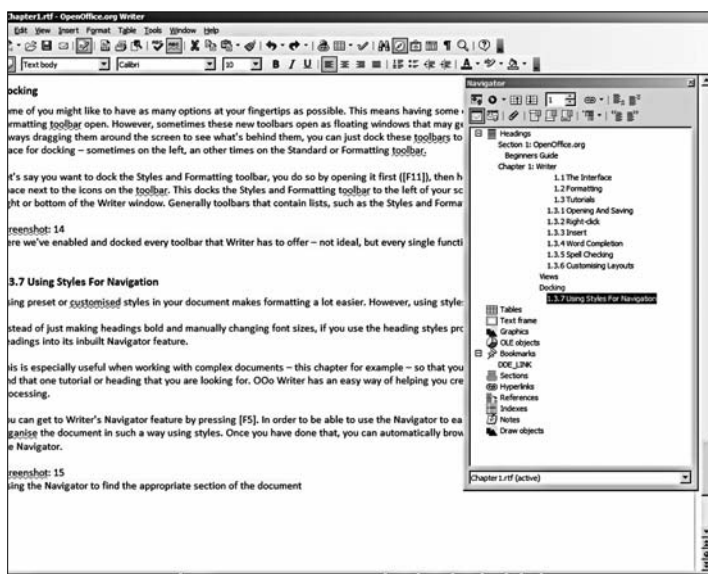 Chapter1.rtf - OpenOffice.org Writer
Edit View Insert Format Table Tools Window Help
Text body Calibri 10 B I U
ocking
me of you might like to have as many options at your fingertips as possible. This means having some
rmatting toolbar open. However, sometimes these new toolbars open as floating windows that may ge
ways dragging them around the screen to see what's behind them, you can just dock these toolbars to
ace for docking – sometimes on the left, an other times on the Standard or Formatting toolbar.
t's say you want to dock the Styles and Formatting toolbar, you do so by opening it first ([F11]), then h
ace next to the icons on the toolbar. This docks the Styles and Formatting toolbar to the left of your sc
ght or bottom of the Writer window. Generally toolbars that contain lists, such as the Styles and Forma
reenshot: 14
ere we've enabled and docked every toolbar that Writer has to offer – not ideal, but every single functi
.3.7 Using Styles For Navigation
ing preset or customised styles in your document makes formatting a lot easier. However, using style
stead of just making headings bold and manually changing font sizes, if you use the heading styles pro
eadings into its inbuilt Navigator feature.
is is especially useful when working with complex documents – this chapter for example – so that you
nd that one tutorial or heading that you are looking for. OOo Writer has an easy way of helping you cre
ocessing.
u can get to Writer's Navigator feature by pressing [F5]. In order to be able to use the Navigator to ea
ganise the document in such a way using styles. Once you have done that, you can automatically brow
e Navigator.
reenshot: 15
sing the Navigator to find the appropriate section of the document
Navigator
1
Headings
Section 1: OpenOffice.org
Beginners Guide
Chapter 1: Writer
1.1 The Interface
1.2 Formatting
1.3 Tutorials
1.3.1 Opening And Saving
1.3.2 Right-click
1.3.3 Insert
1.3.4 Word Completion
1.3.5 Spell Checking
1.3.6 Customising Layouts
Views
Docking
1.3.7 Using Styles For Navigation
Tables
Text frame
Graphics
OLE objects
Bookmarks
DDE_LINK
Sections
Hyperlinks
References
Indexes
Notes
Draw objects
Chapter1.rtf (active)